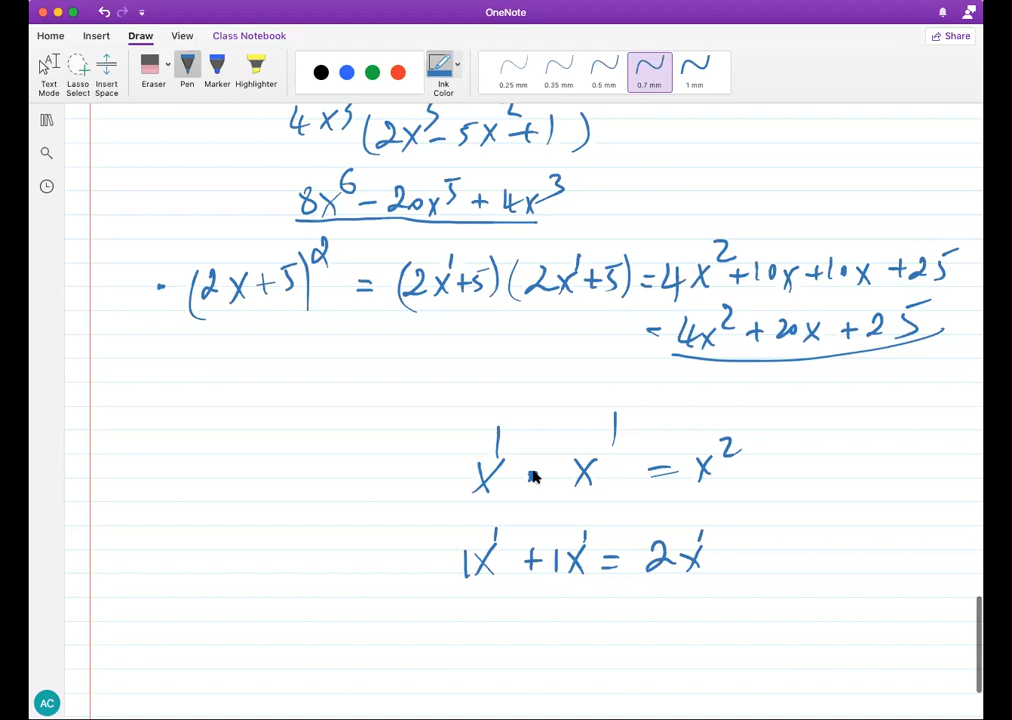 OneNote
Home Insert Draw View Class Notebook Share
Text Mode Lasso Select Insert Space Eraser Pen Marker Highlighter Ink Color 0.25 mm 0.35 mm 0.5 mm 0.7 mm 1 mm
4x³(2x³ - 5x² + 1)
8x⁶ - 20x⁵ + 4x³
· (2x+5)² = (2x¹+5)(2x¹+5) = 4x² + 10x + 10x + 25
= 4x² + 20x + 25
x¹ · x¹ = x²
1x¹ + 1x¹ = 2x¹
AC